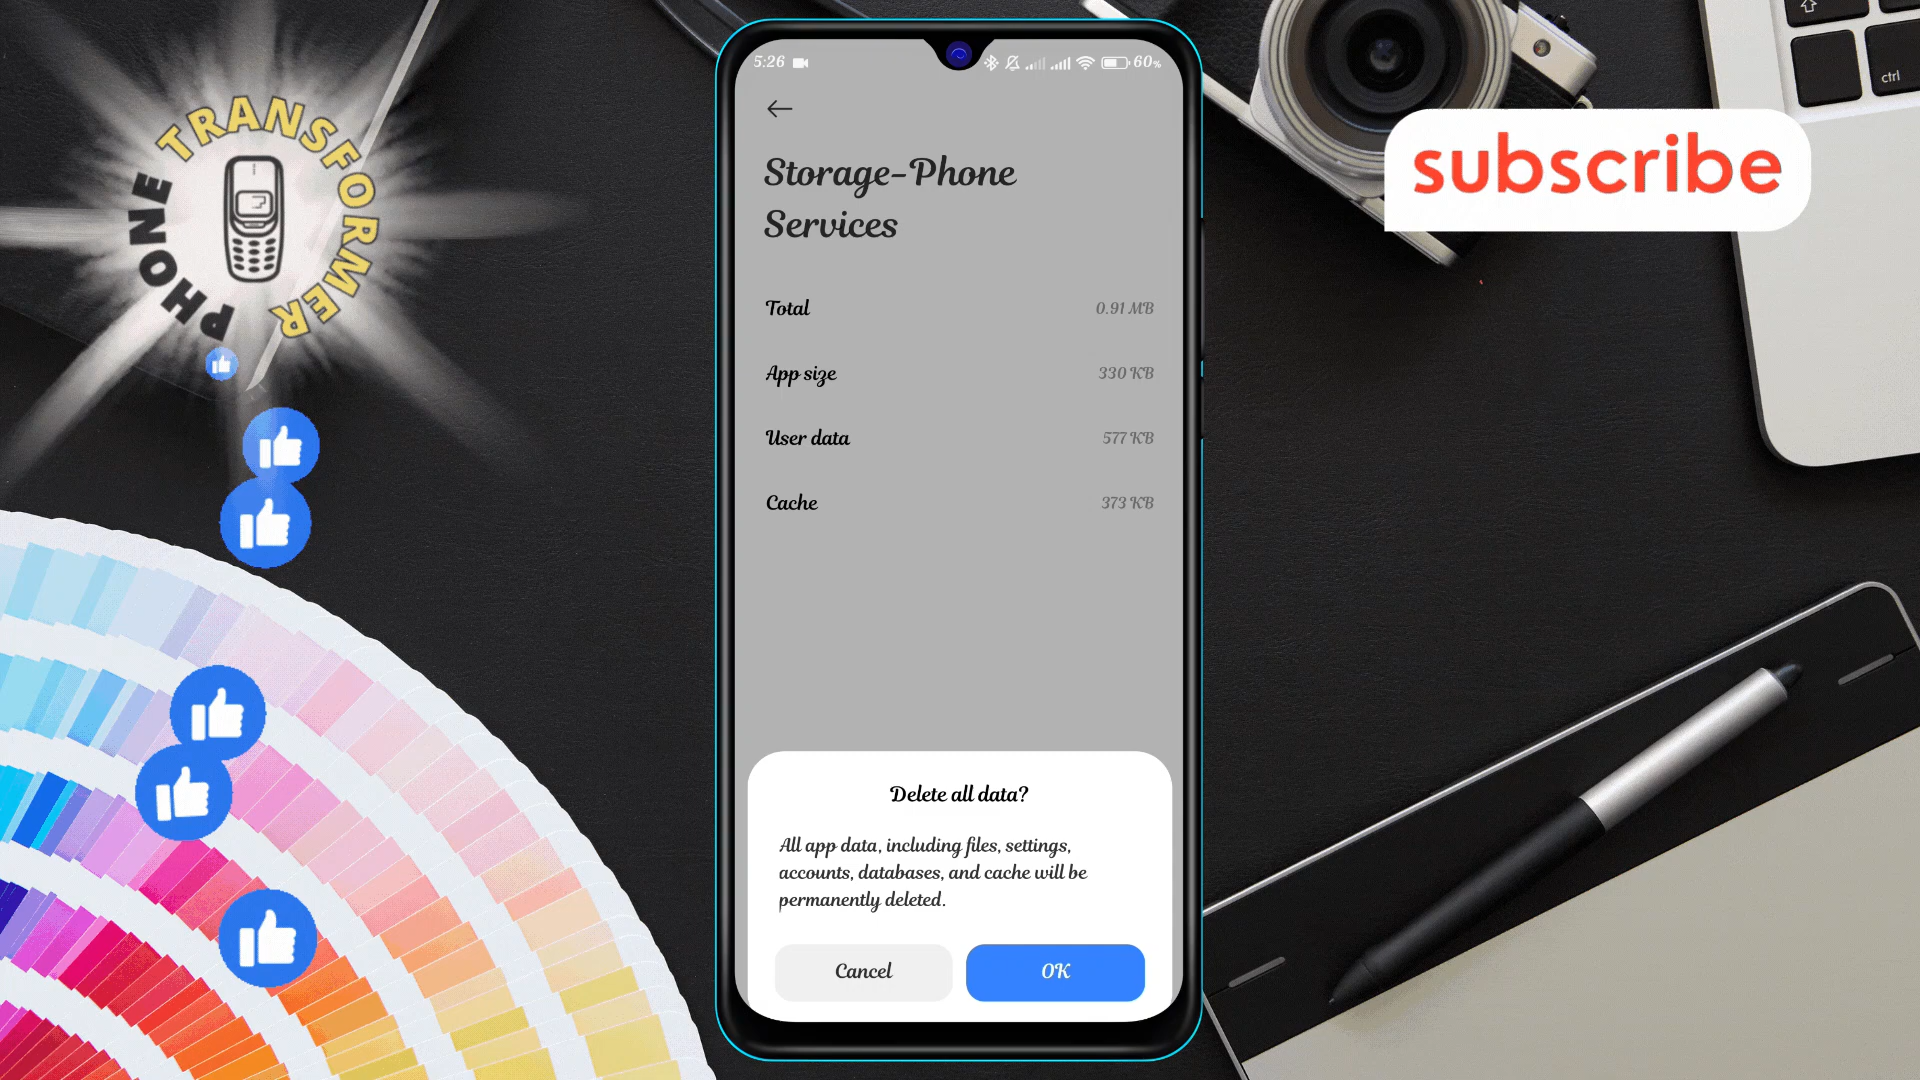 PHONE TRANSFORMER
5:26
60%
Storage-Phone
Services
Total 0.91 MB
App size 330 KB
User data 577 KB
Cache 373 KB
Delete all data?
All app data, including files, settings,
accounts, databases, and cache will be
permanently deleted.
Cancel OK
subscribe
ctrl